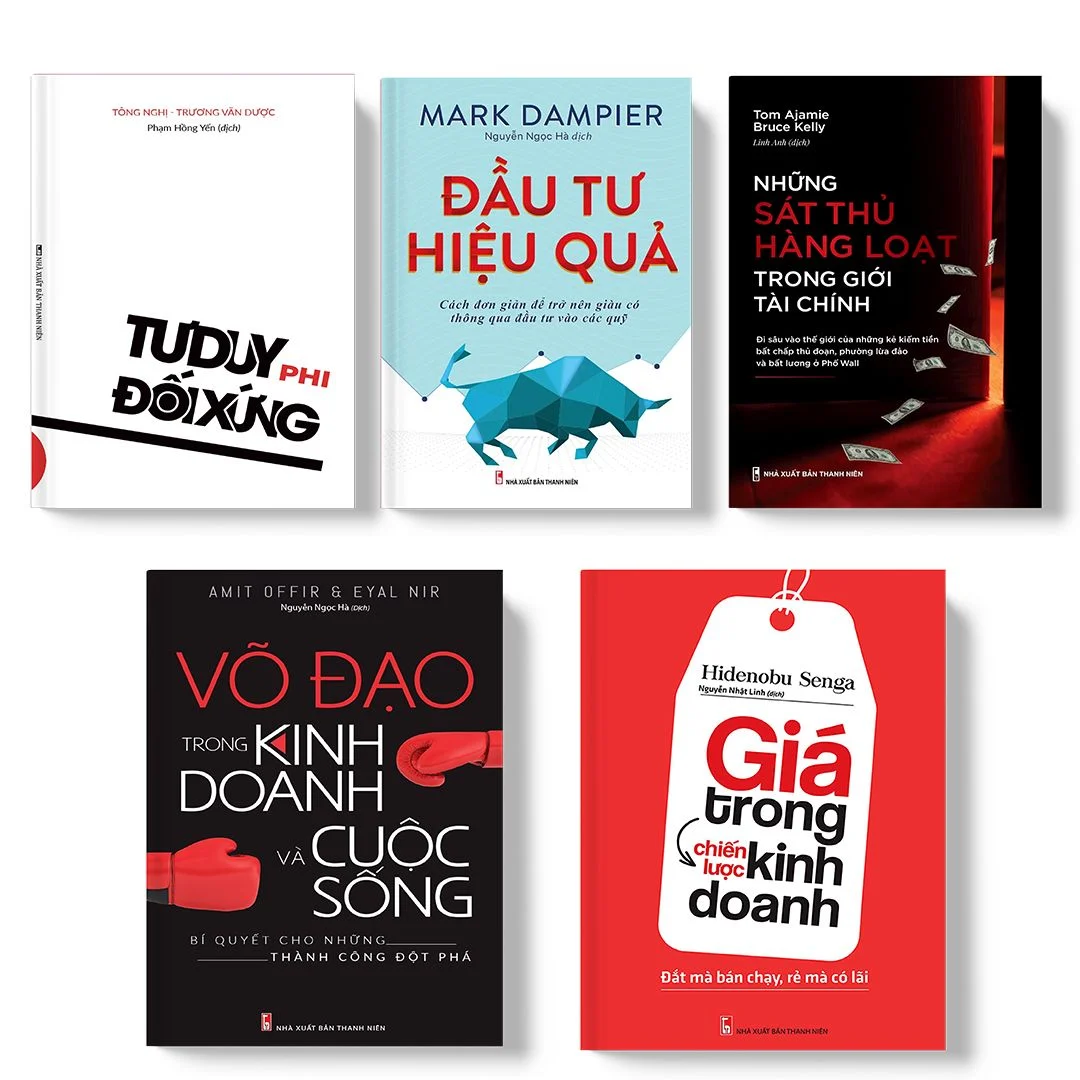 TÔNG NGHỊ - TRƯƠNG VĂN ĐƯỢC
Phạm Hồng Yến (dịch)
NHÀ XUẤT BẢN THANH NIÊN
TƯ DUY PHI
ĐỐI XỨNG
MARK DAMPIER
Nguyễn Ngọc Hà dịch
ĐẦU TƯ
HIỆU QUẢ
Cách đơn giản để trở nên giàu có
thông qua đầu tư vào các quỹ
NHÀ XUẤT BẢN THANH NIÊN
Tom Ajamie
Bruce Kelly
Linh Anh (dịch)
NHỮNG
SÁT THỦ
HÀNG LOẠT
TRONG GIỚI
TÀI CHÍNH
Đi sâu vào thế giới của những kẻ kiếm tiền
bất chấp thủ đoạn, phường lừa đảo
và bất lương ở Phố Wall
NHÀ XUẤT BẢN THANH NIÊN
AMIT OFFIR & EYAL NIR
Nguyễn Ngọc Hà (Dịch)
VÕ ĐẠO
TRONG KINH
DOANH
VÀ CUỘC
SỐNG
BÍ QUYẾT CHO NHỮNG
THÀNH CÔNG ĐỘT PHÁ
NHÀ XUẤT BẢN THANH NIÊN
Hidenobu Senga
Nguyễn Nhật Linh (dịch)
Giá
trong
chiến
lược kinh
doanh
Đắt mà bán chạy, rẻ mà có lãi
NHÀ XUẤT BẢN THANH NIÊN